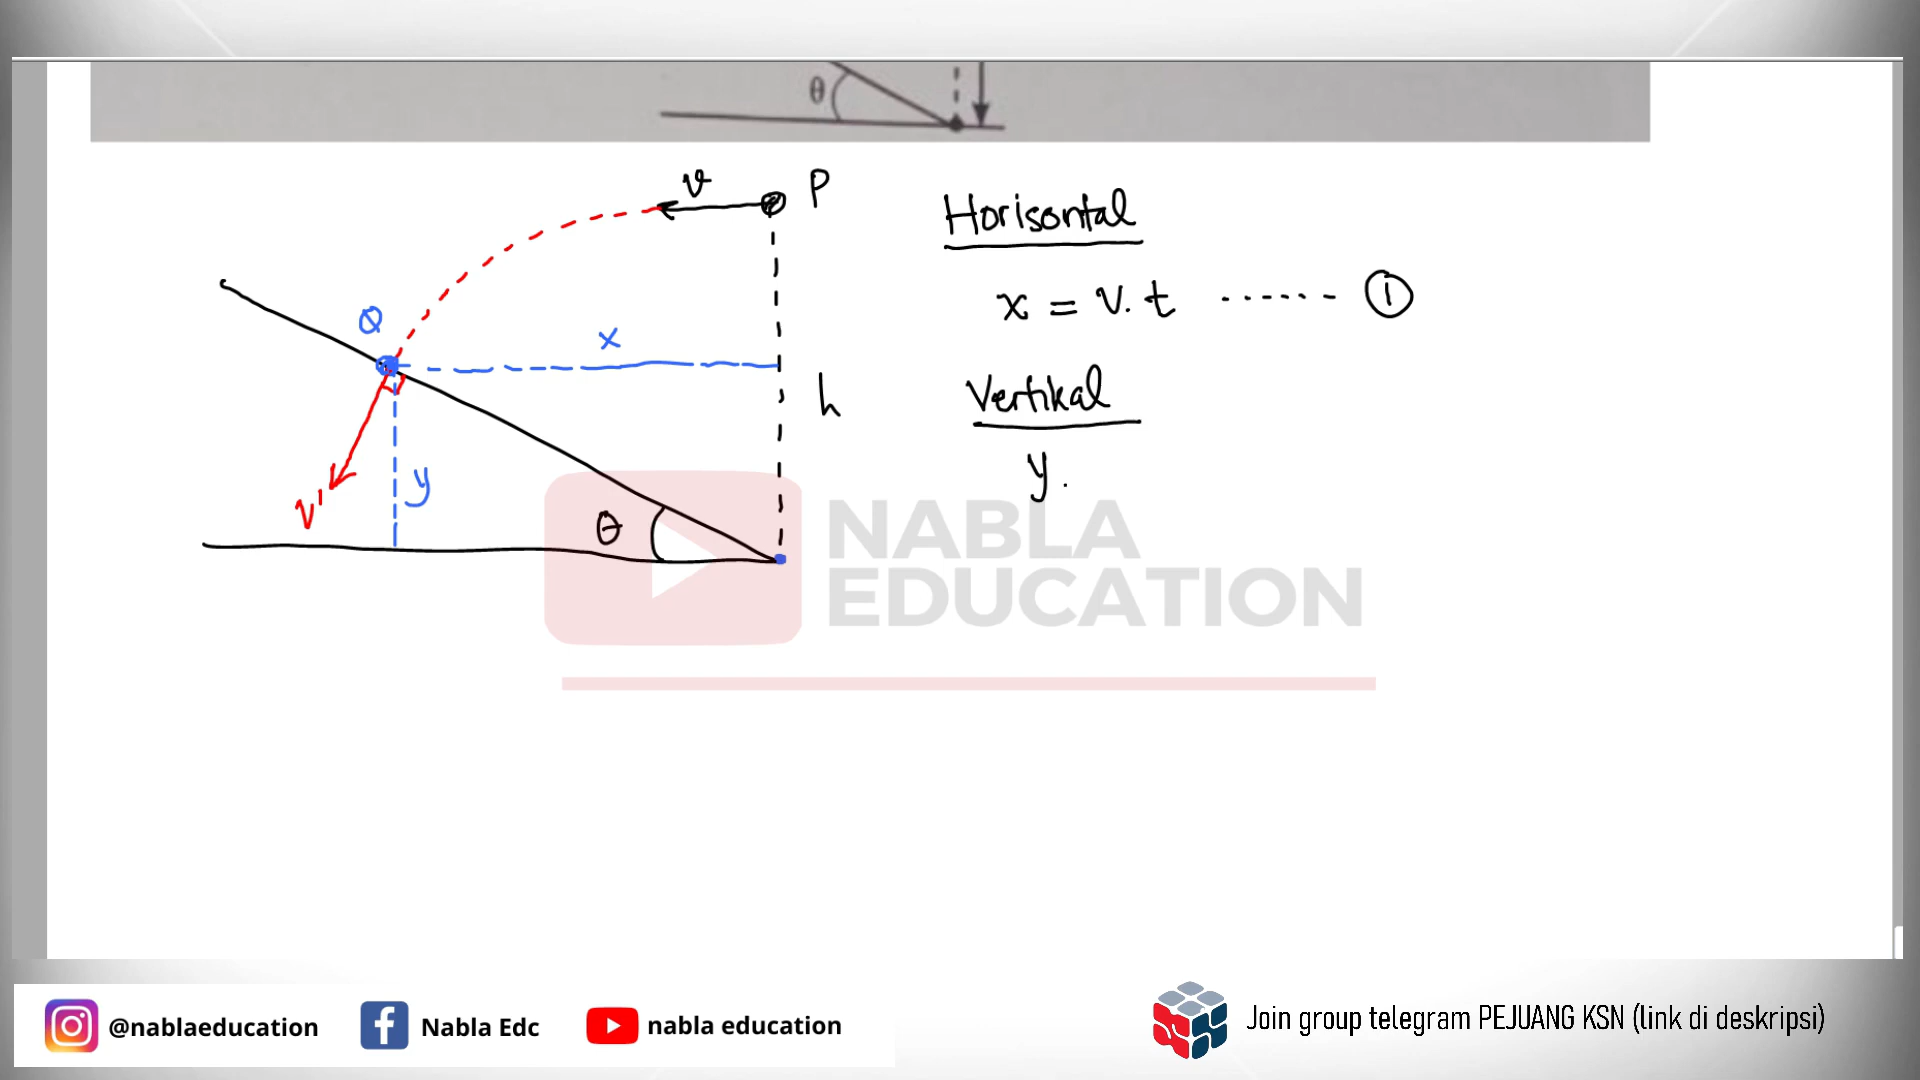 θ
v P
Horisontal
x = v. t ...... ①
Q
x
h
Vertikal
y.
y
v'
θ
NABLA
EDUCATION
@nablaeducation
Nabla Edc
nabla education
Join group telegram PEJUANG KSN (link di deskripsi)